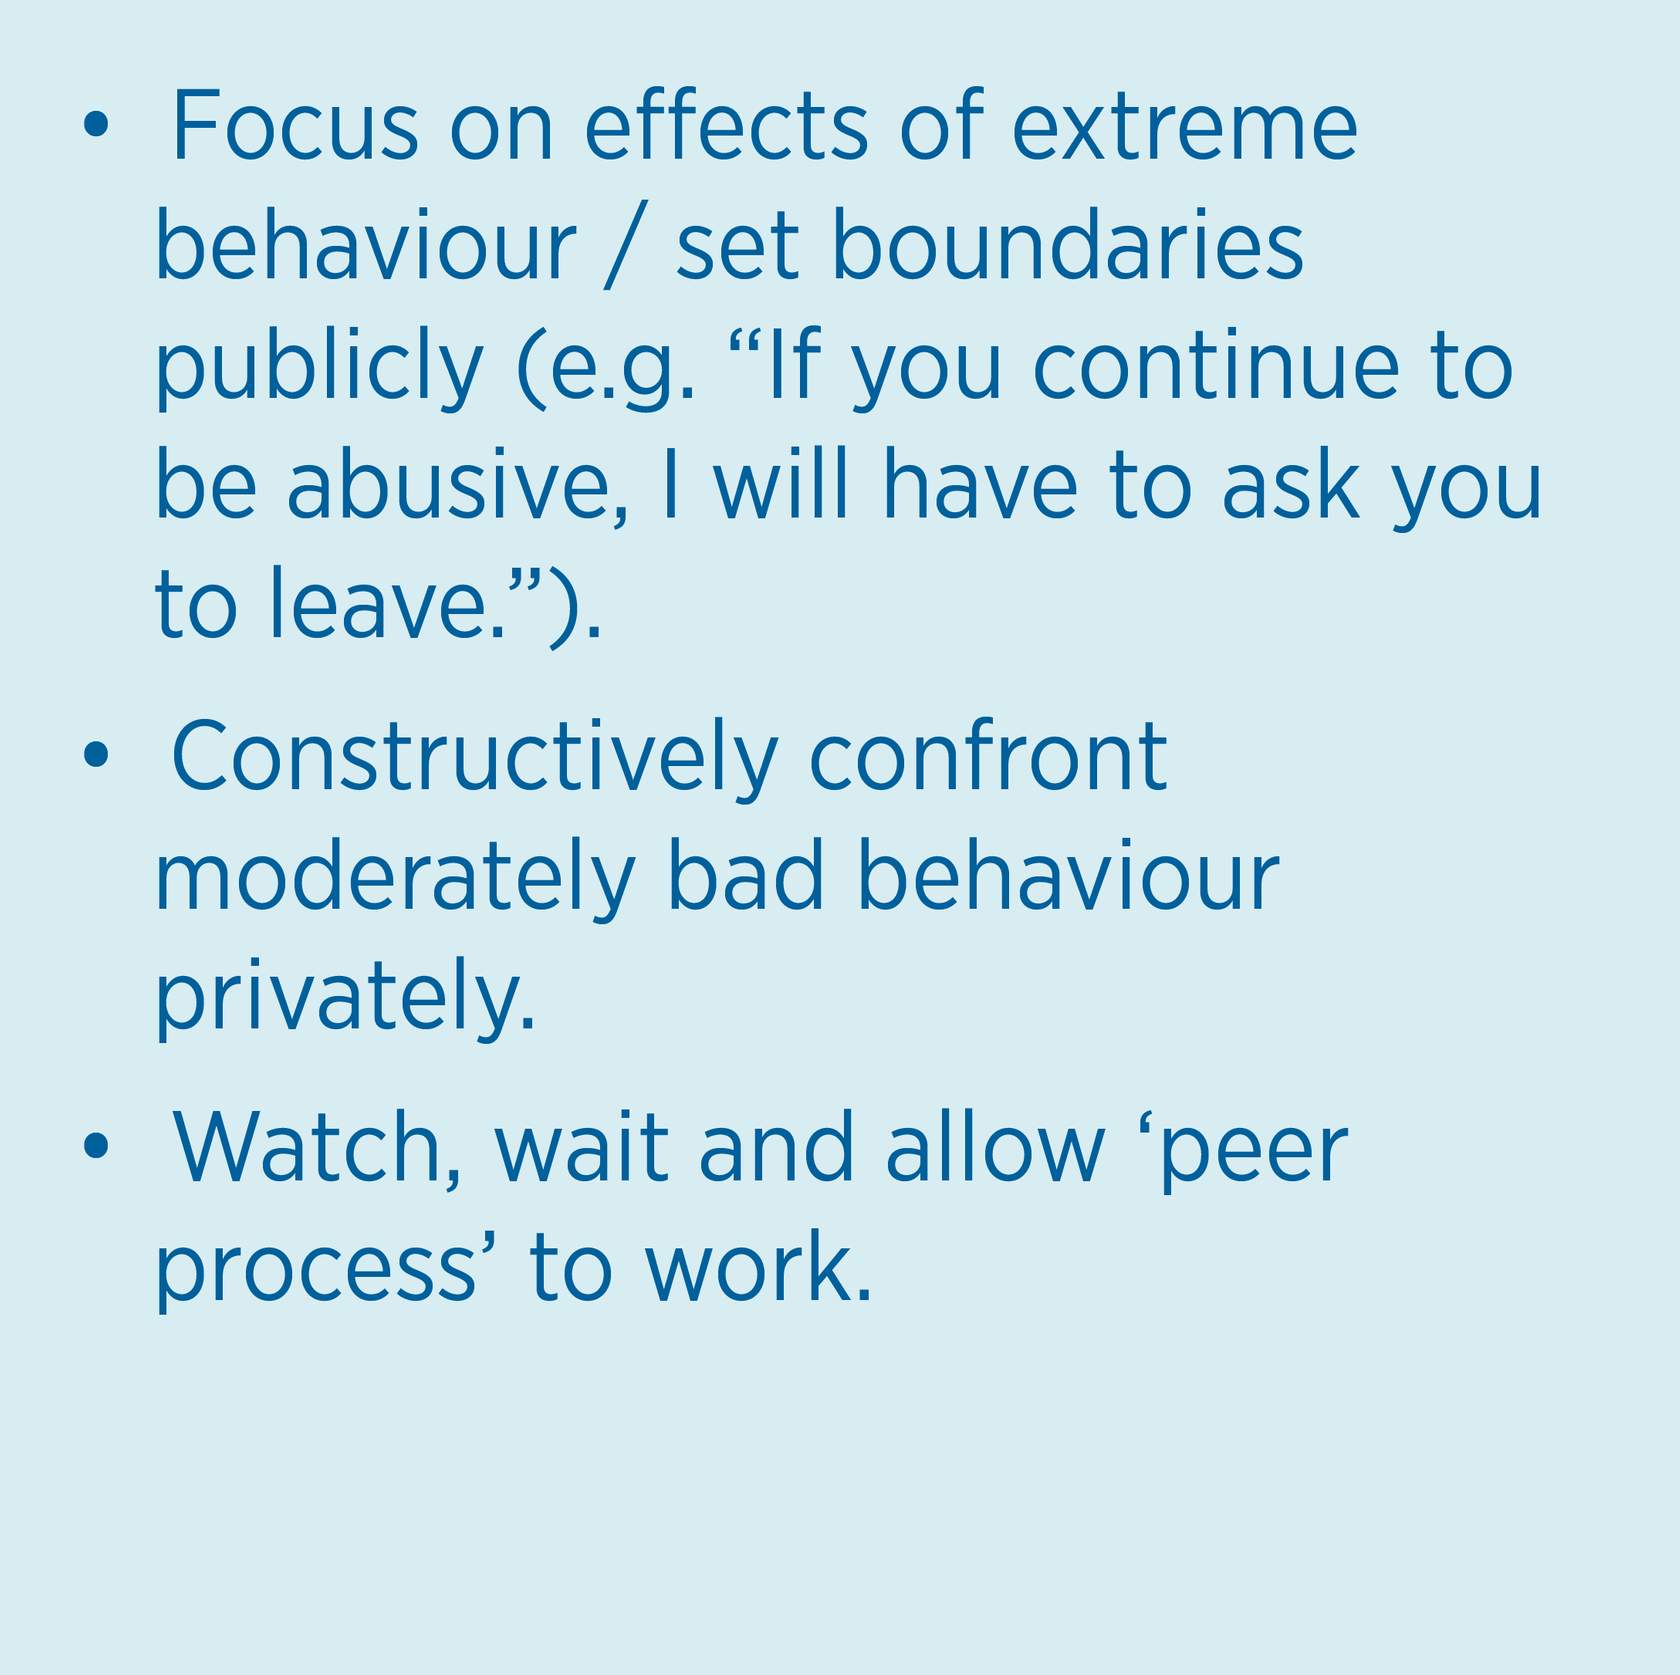 • Focus on effects of extreme
behaviour / set boundaries
publicly (e.g. “If you continue to
be abusive, I will have to ask you
to leave.”).
• Constructively confront
moderately bad behaviour
privately.
• Watch, wait and allow ‘peer
process’ to work.